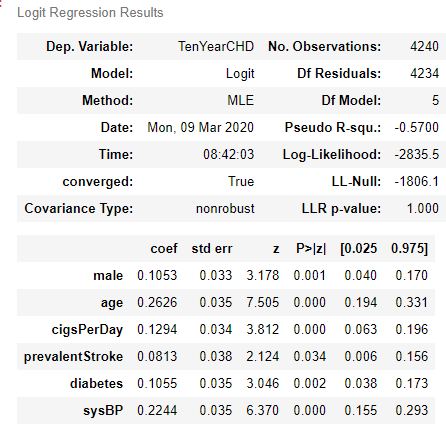 Logit Regression Results
Dep. Variable: TenYearCHD No. Observations: 4240
Model: Logit Df Residuals: 4234
Method: MLE Df Model: 5
Date: Mon, 09 Mar 2020 Pseudo R-squ.: -0.5700
Time: 08:42:03 Log-Likelihood: -2835.5
converged: True LL-Null: -1806.1
Covariance Type: nonrobust LLR p-value: 1.000
coef std err z P>|z| [0.025 0.975]
male 0.1053 0.033 3.178 0.001 0.040 0.170
age 0.2626 0.035 7.505 0.000 0.194 0.331
cigsPerDay 0.1294 0.034 3.812 0.000 0.063 0.196
prevalentStroke 0.0813 0.038 2.124 0.034 0.006 0.156
diabetes 0.1055 0.035 3.046 0.002 0.038 0.173
sysBP 0.2244 0.035 6.370 0.000 0.155 0.293